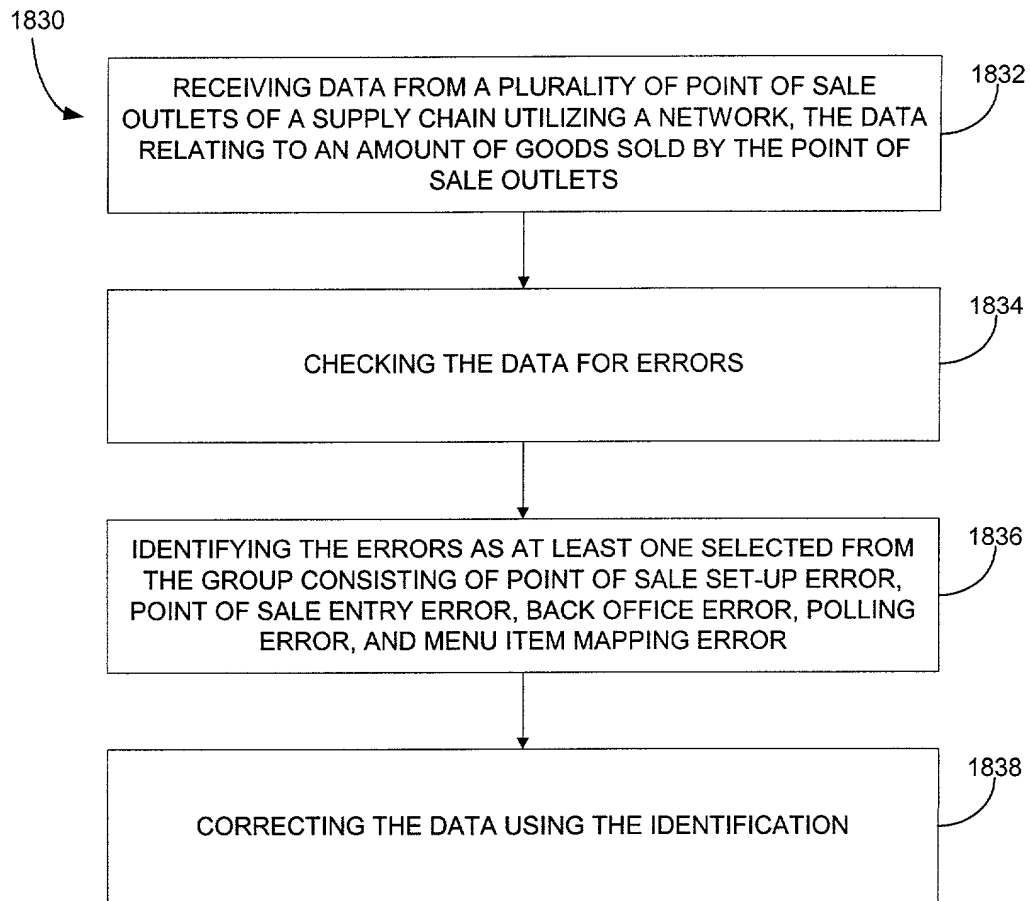 1830
RECEIVING DATA FROM A PLURALITY OF POINT OF SALE
OUTLETS OF A SUPPLY CHAIN UTILIZING A NETWORK, THE DATA
RELATING TO AN AMOUNT OF GOODS SOLD BY THE POINT OF
SALE OUTLETS
1832
CHECKING THE DATA FOR ERRORS
1834
IDENTIFYING THE ERRORS AS AT LEAST ONE SELECTED FROM
THE GROUP CONSISTING OF POINT OF SALE SET-UP ERROR,
POINT OF SALE ENTRY ERROR, BACK OFFICE ERROR, POLLING
ERROR, AND MENU ITEM MAPPING ERROR
1836
CORRECTING THE DATA USING THE IDENTIFICATION
1838